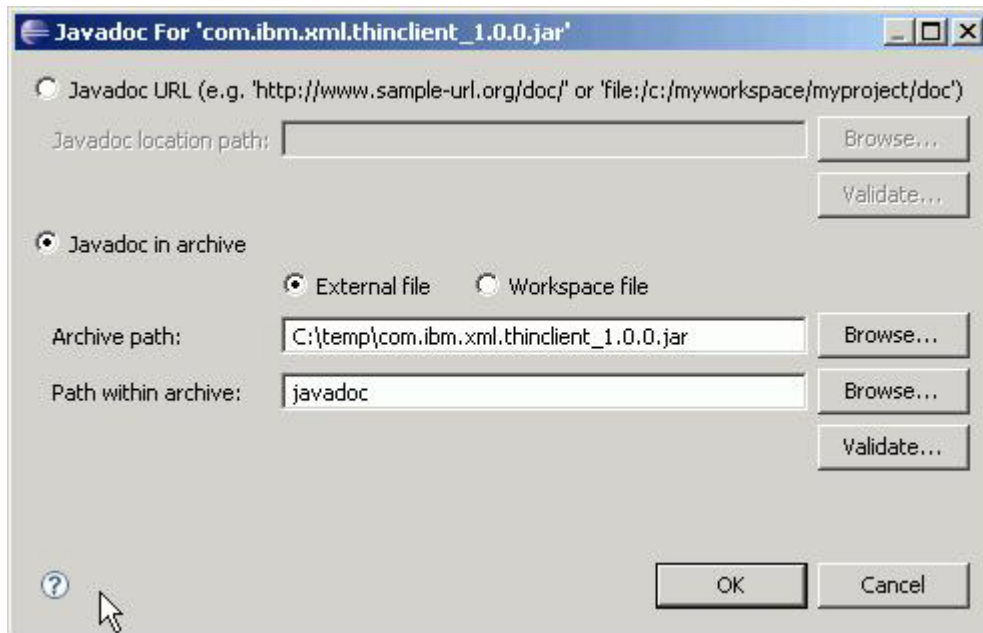 Javadoc For 'com.ibm.xml.thinclient_1.0.0.jar'
Javadoc URL (e.g. 'http://www.sample-url.org/doc/' or 'file:/c:/myworkspace/myproject/doc')
Javadoc location path: Browse...
Validate...
Javadoc in archive
External file Workspace file
Archive path: C:\temp\com.ibm.xml.thinclient_1.0.0.jar Browse...
Path within archive: javadoc Browse...
Validate...
? OK Cancel